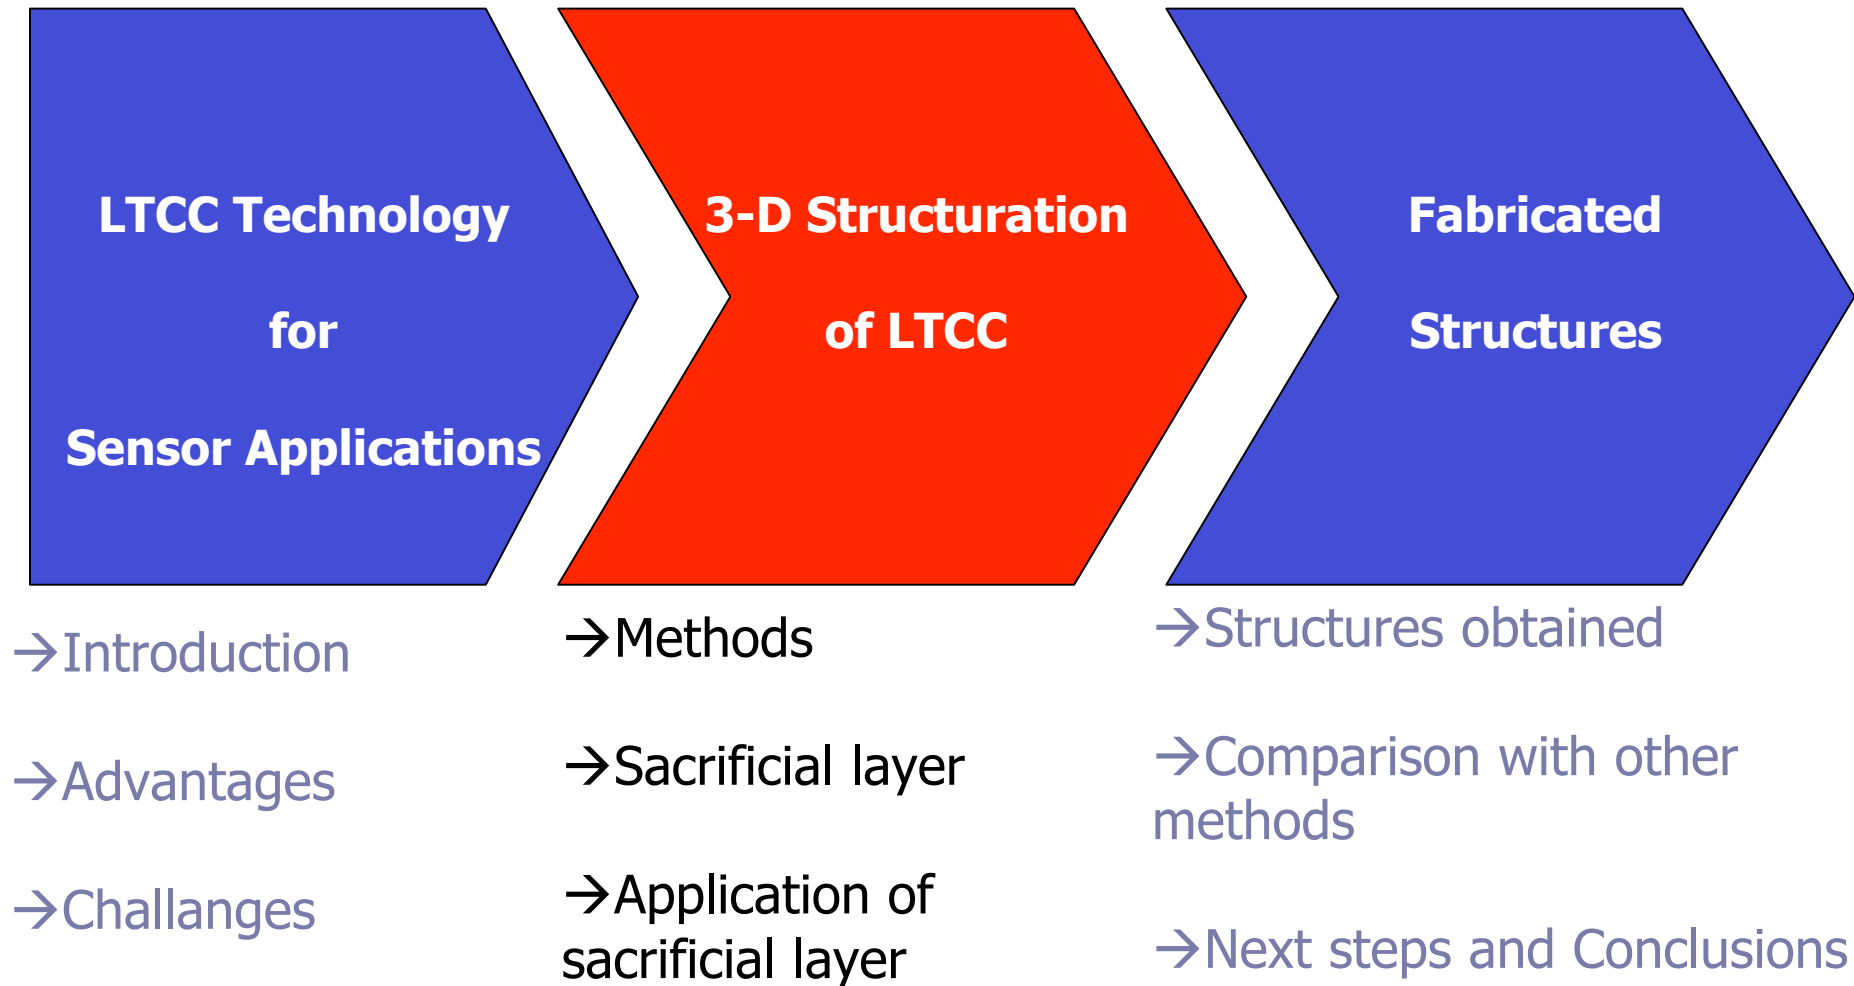 LTCC Technology
for
Sensor Applications
3-D Structuration
of LTCC
Fabricated
Structures
→Introduction
→Advantages
→Challanges
→Methods
→Sacrificial layer
→Application of
sacrificial layer
→Structures obtained
→Comparison with other
methods
→Next steps and Conclusions